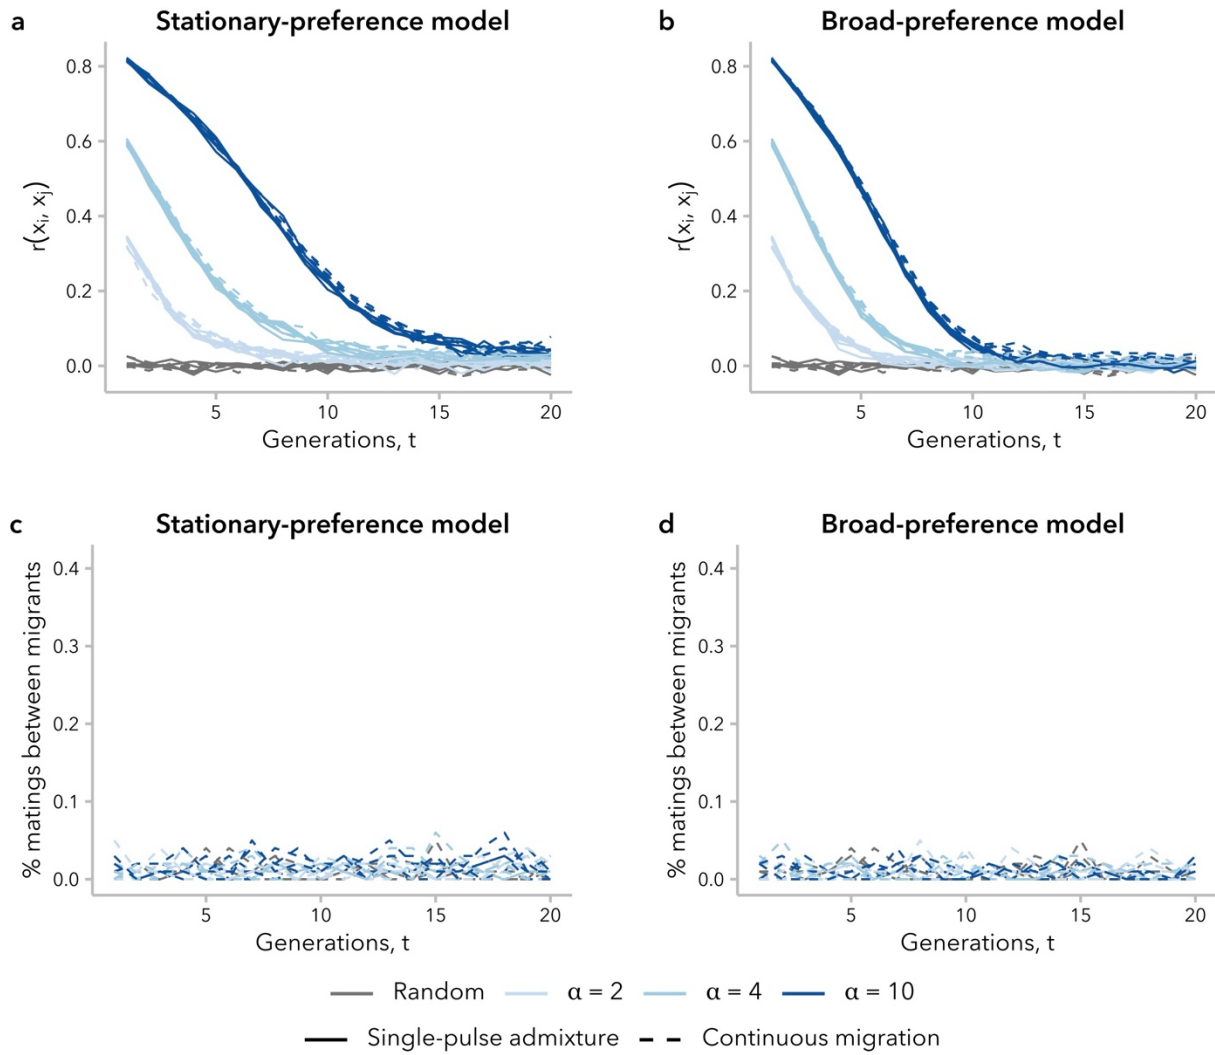 a Stationary-preference model
0.8
0.6
0.4
0.2
0.0
r(xi, xj)
5 10 15 20
Generations, t
b Broad-preference model
0.8
0.6
0.4
0.2
0.0
r(xi, xj)
5 10 15 20
Generations, t
c Stationary-preference model
0.4
0.3
0.2
0.1
0.0
% matings between migrants
5 10 15 20
Generations, t
d Broad-preference model
0.4
0.3
0.2
0.1
0.0
% matings between migrants
5 10 15 20
Generations, t
Random α = 2 α = 4 α = 10
Single-pulse admixture Continuous migration